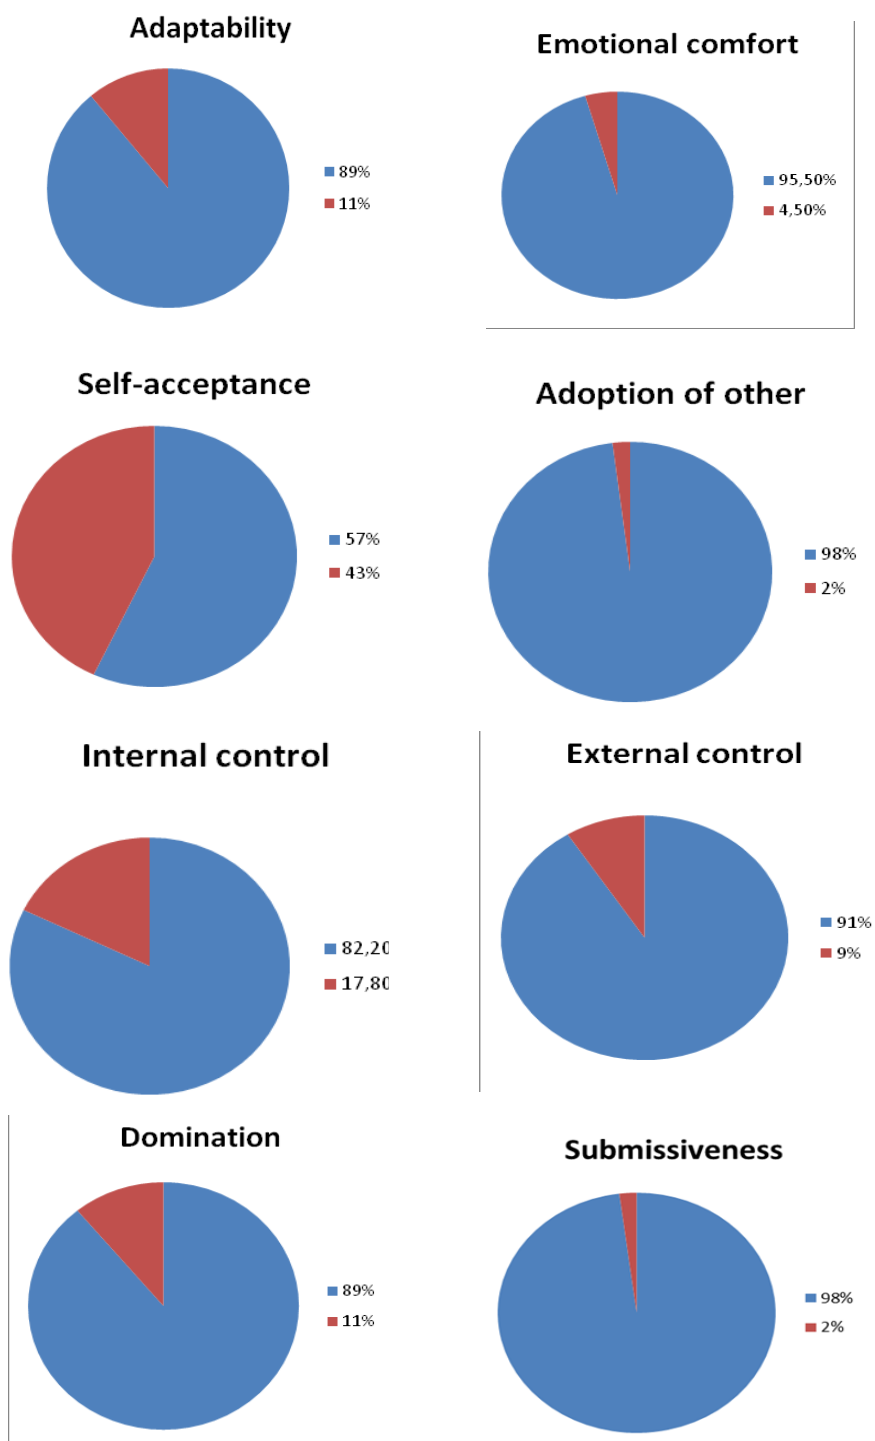 Adaptability
89%
11%
Emotional comfort
95,50%
4,50%
Self-acceptance
57%
43%
Adoption of other
98%
2%
Internal control
82,20
17,80
External control
91%
9%
Domination
89%
11%
Submissiveness
98%
2%